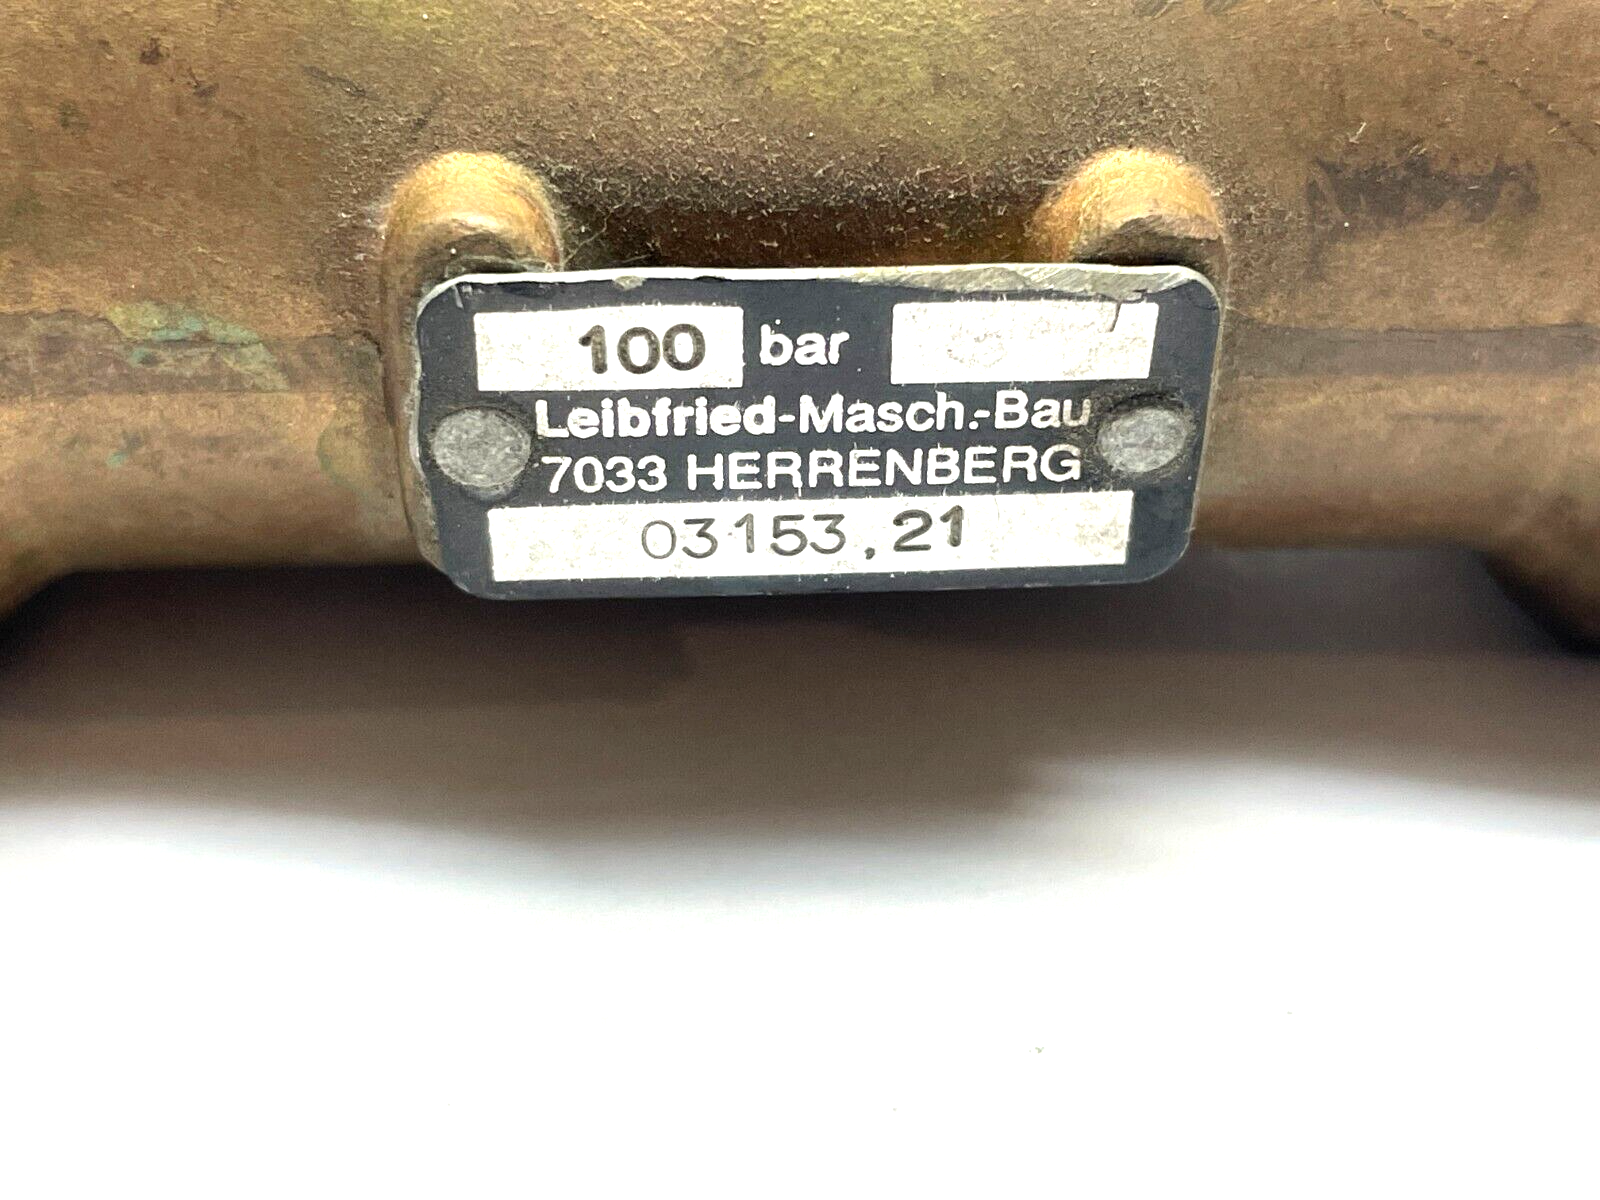 100 bar
Leibfried-Masch.-Bau
7033 HERRENBERG
03153.21